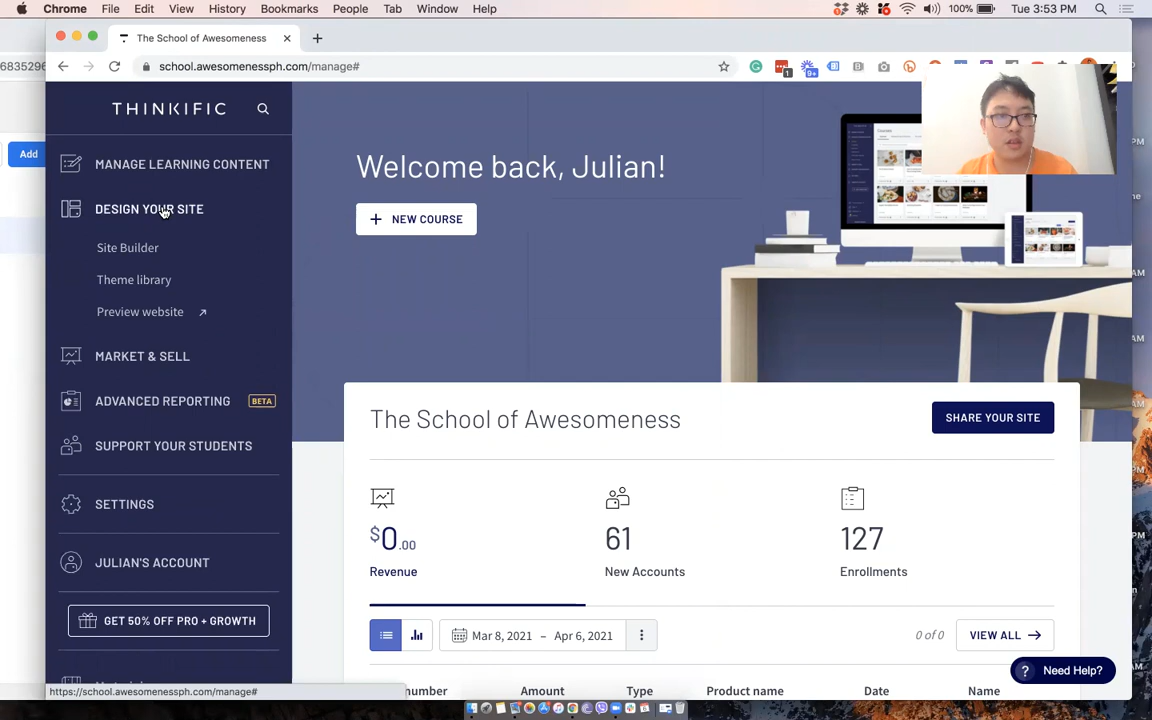 Chrome File Edit View History Bookmarks People Tab Window Help
100% Tue 3:53 PM
The School of Awesomeness
6835296
school.awesomenessph.com/manage#
1
9+
THINKIFIC
Add
MANAGE LEARNING CONTENT
DESIGN YOUR SITE
Site Builder
Theme library
Preview website
MARKET & SELL
ADVANCED REPORTING BETA
SUPPORT YOUR STUDENTS
SETTINGS
JULIAN'S ACCOUNT
GET 50% OFF PRO + GROWTH
https://school.awesomenessph.com/manage#
Welcome back, Julian!
+ NEW COURSE
The School of Awesomeness
SHARE YOUR SITE
$0.00
Revenue
61
New Accounts
127
Enrollments
Mar 8, 2021 – Apr 6, 2021
0 of 0
VIEW ALL
? Need Help?
number Amount Type Product name Date Name